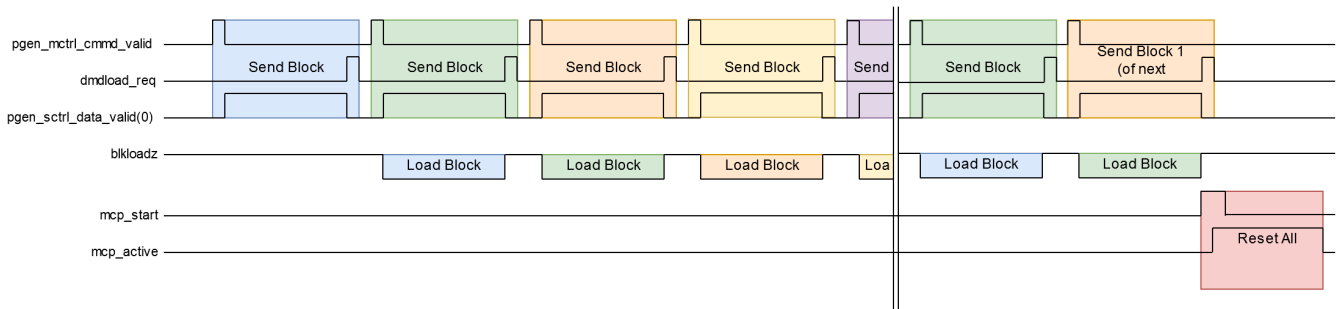 pgen_mctrl_cmmd_valid
dmdload_req
Send Block
Send Block
Send Block
Send Block
Send
Send Block
Send Block 1
(of next
pgen_sctrl_data_valid(0)
blkloadz
Load Block
Load Block
Load Block
Loa
Load Block
Load Block
mcp_start
mcp_active
Reset All